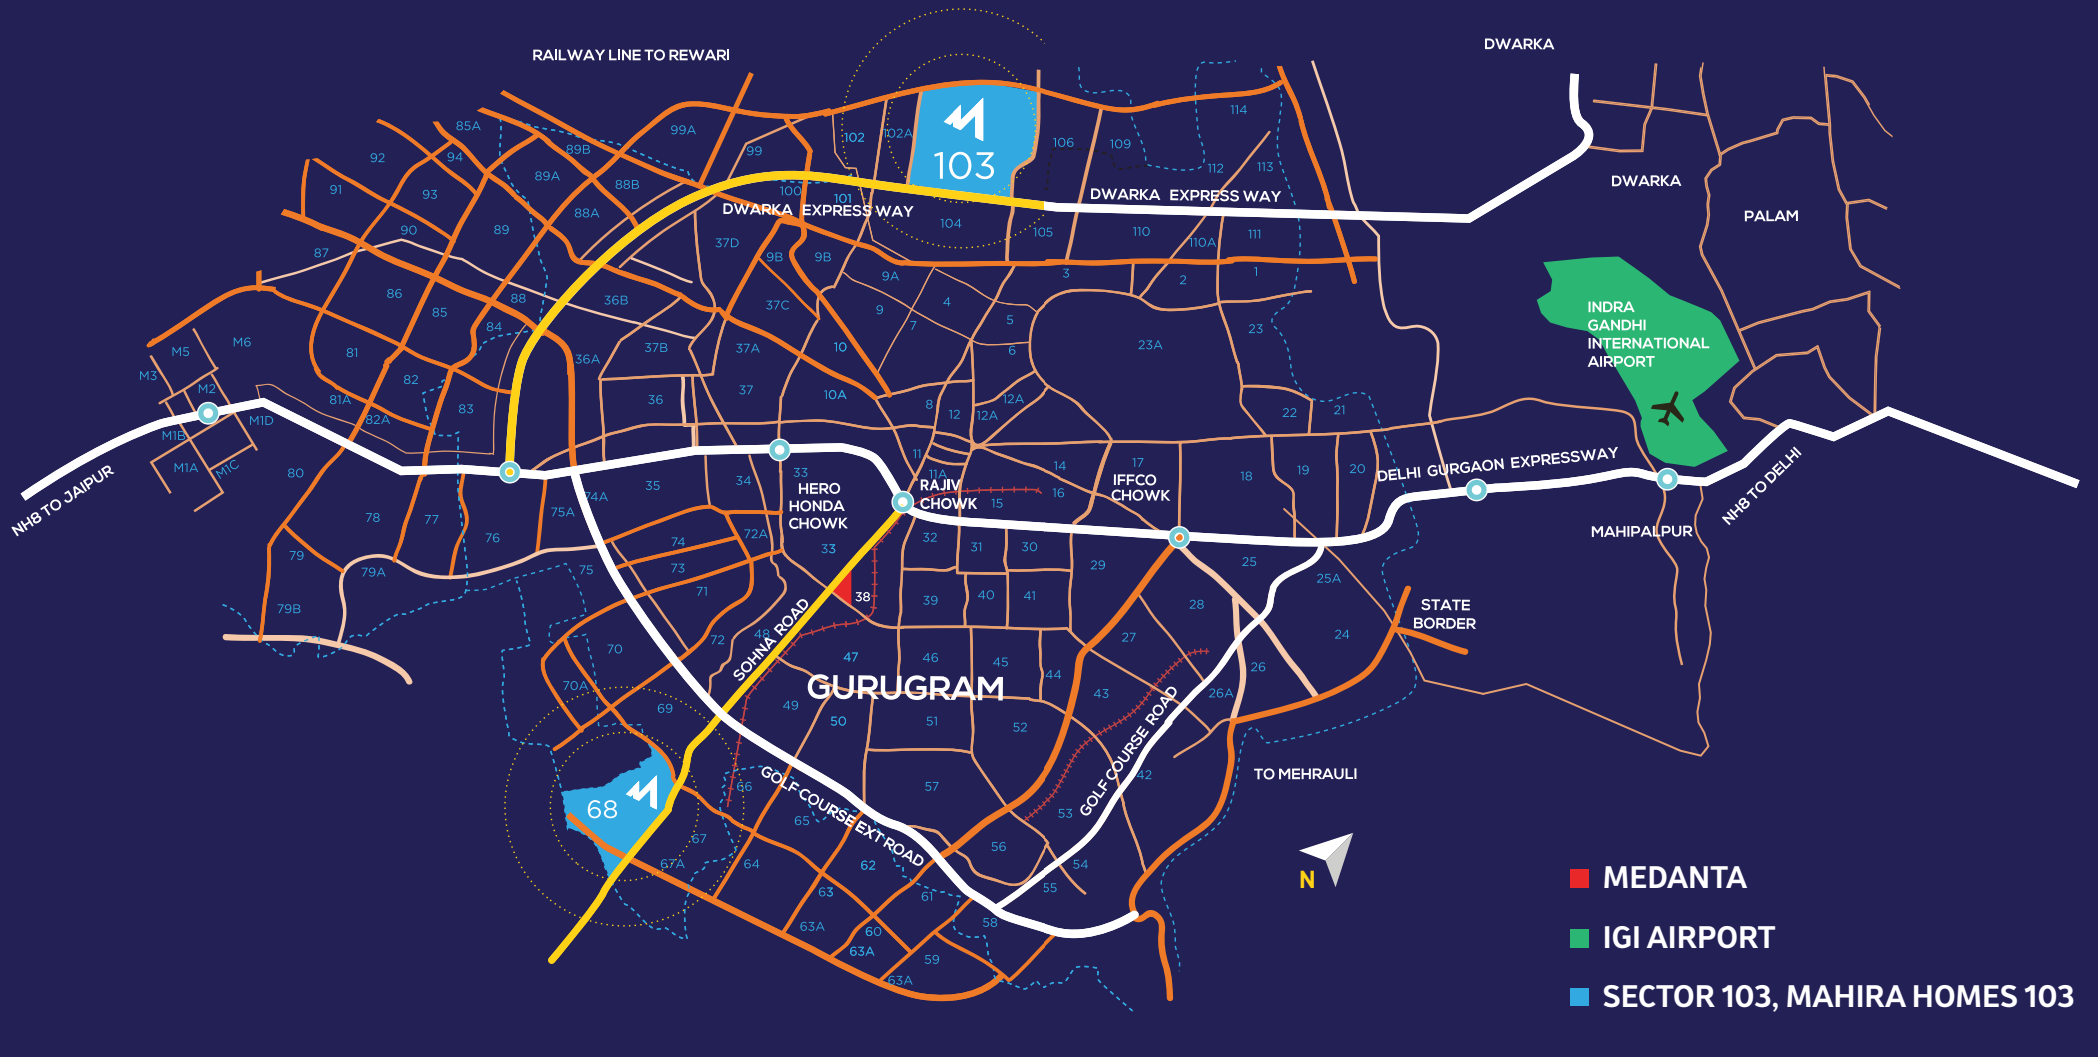 DWARKA
RAILWAY LINE TO REWARI
114
85A
99A
102
102A
106
109
103
92
94
89B
99
89A
112
113
91
93
88B
100
101
DWARKA EXPRESS WAY
DWARKA
88A
DWARKA EXPRESS WAY
PALAM
90
89
104
105
110
110A
111
37D
87
9B
9B
9A
3
2
1
86
88
36B
37C
4
INDRA
GANDHI
INTERNATIONAL
AIRPORT
85
84
9
7
5
23
M6
M5
81
36A
37B
37A
10
6
23A
M3
M2
82
37
10A
81A
83
36
8
12
12A
12A
22
21
M1D
82A
M1B
11
M1A
M1C
80
35
34
33
11A
14
17
18
19
20
DELHI GURGAON EXPRESSWAY
RAJIV
CHOWK
IFFCO
CHOWK
HERO
HONDA
CHOWK
74A
16
15
NH8 TO JAIPUR
NH8 TO DELHI
78
77
75A
76
74
72A
33
32
31
30
MAHIPALPUR
79
79A
75
73
29
25
25A
71
38
39
40
41
28
STATE
BORDER
79B
72
48
27
24
SOHNA ROAD
70
47
46
45
44
26
70A
GURUGRAM
43
26A
69
49
50
51
52
GOLF COURSE ROAD
GOLF COURSE EXT ROAD
42
TO MEHRAULI
66
57
68
65
53
67
56
67A
64
62
54
N
63
61
55
MEDANTA
63A
60
58
63A
59
IGI AIRPORT
63A
SECTOR 103, MAHIRA HOMES 103